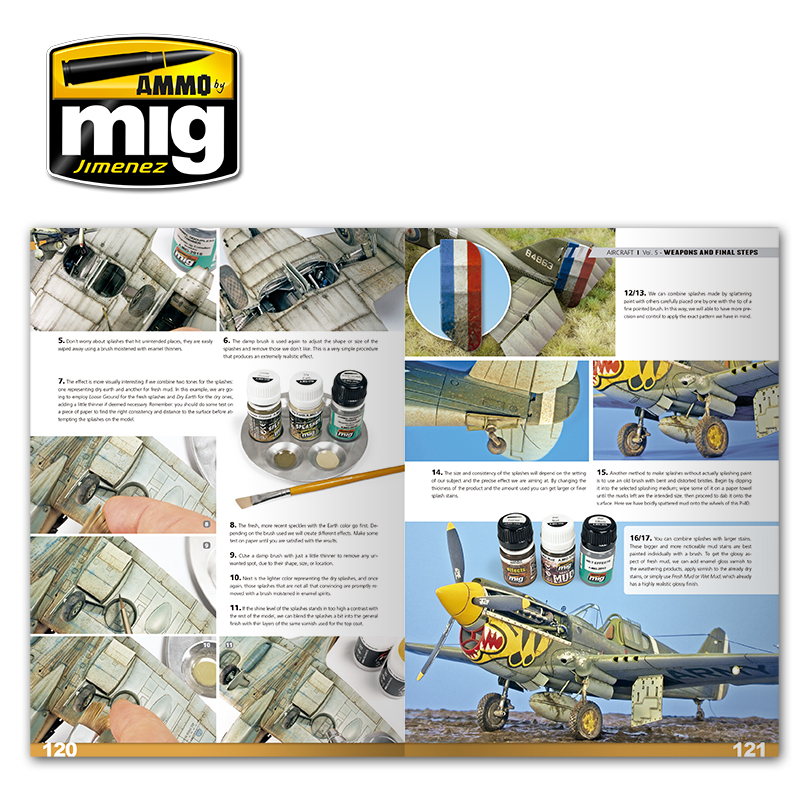 AMMO by
mig
Jimenez
AIRCRAFT I Vol. 5 - WEAPONS AND FINAL STEPS
5. Don't worry about splashes that hit unintended places, they are easily
wiped away using a brush moistened with enamel thinners.
6. The damp brush is used again to adjust the shape or size of the
splashes and remove those we don't like. This is a very simple procedure
that produces an extremely realistic effect.
7. The effect is more visually interesting if we combine two tones for the splashes:
one representing dry earth and another for fresh mud. In this example, we are go-
ing to employ Loose Ground for the fresh splashes and Dry Earth for the dry ones,
adding a little thinner if deemed necessary. Remember: you should do some test on
a piece of paper to find the right consistency and distance to the surface before at-
tempting the splashes on the model.
8
9
10
11
8. The fresh, more recent speckles with the Earth color go first. De-
pending on the brush used we will create different effects. Make some
test on paper until you are satisfied with the results.
9. CUse a damp brush with just a little thinner to remove any un-
wanted spot, due to their shape, size, or location.
10. Next is the lighter color representing the dry splashes, and once
again, those splashes that are not all that convincing are promptly re-
moved with a brush moistened in enamel spirits.
11. If the shine level of the splashes stands in too high a contrast with
the rest of the model, we can blend the splashes a bit into the general
finish with thin layers of the same varnish used for the top coat.
120
B4863
12/13. We can combine splashes made by splattering
paint with others carefully placed one by one with the tip of a
fine pointed brush. In this way, we will able to have more pre-
cision and control to apply the exact pattern we have in mind.
14. The size and consistency of the splashes will depend on the setting
of our subject and the precise effect we are aiming at. By changing the
thickness of the product and the amount used you can get larger or finer
splash stains.
15. Another method to make splashes without actually splashing paint
is to use an old brush with bent and distorted bristles. Begin by dipping
it into the selected splashing medium; wipe some of it on a paper towel
until the marks left are the intended size, then proceed to dab it onto the
surface. Here we have boldly spattered mud onto the wheels of this P-40.
16/17. You can combine splashes with larger stains.
These bigger and more noticeable mud stains are best
painted individually with a brush. To get the glossy as-
pect of fresh mud, we can add enamel gloss varnish to
the weathering products, apply varnish to the already dry
stains, or simply use Fresh Mud or Wet Mud, which already
has a highly realistic glossy finish.
mig
mig
MUD
WET EFFECTS
121